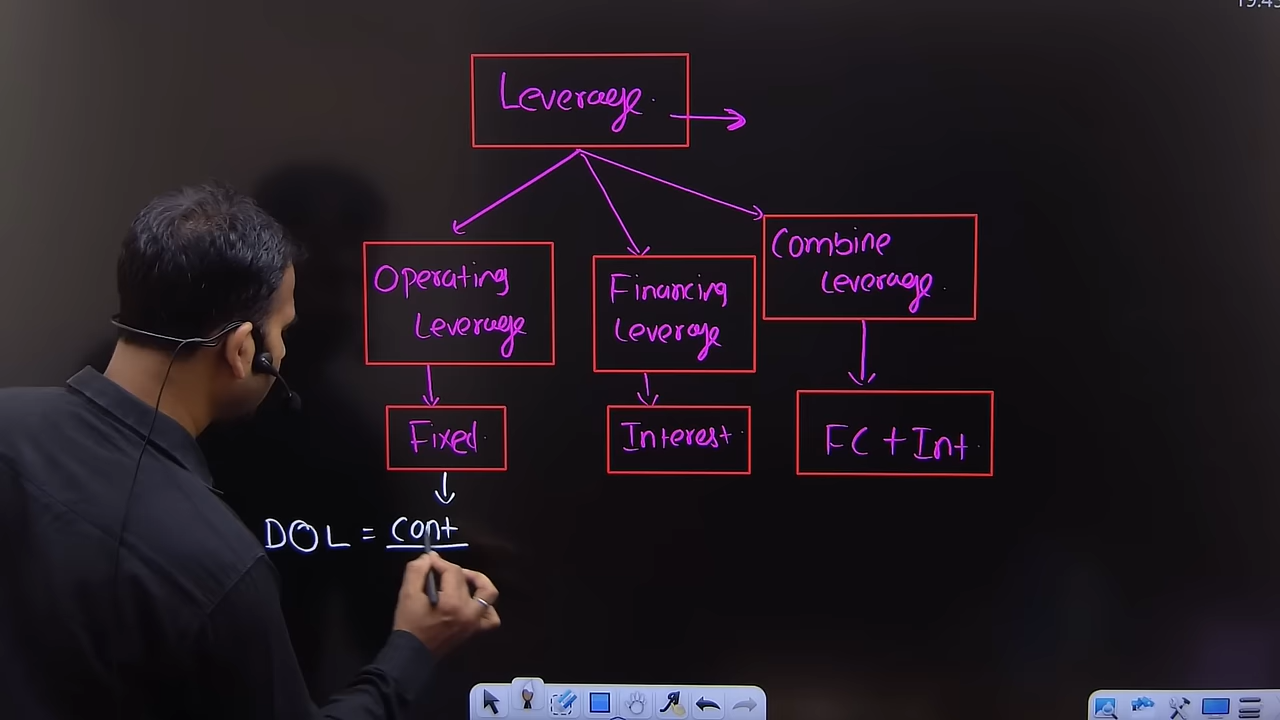 Leverage
Operating
Leverage
Financing
Leverage
Combine
Leverage
Fixed
Interest
FC + Int
DOL = Cont